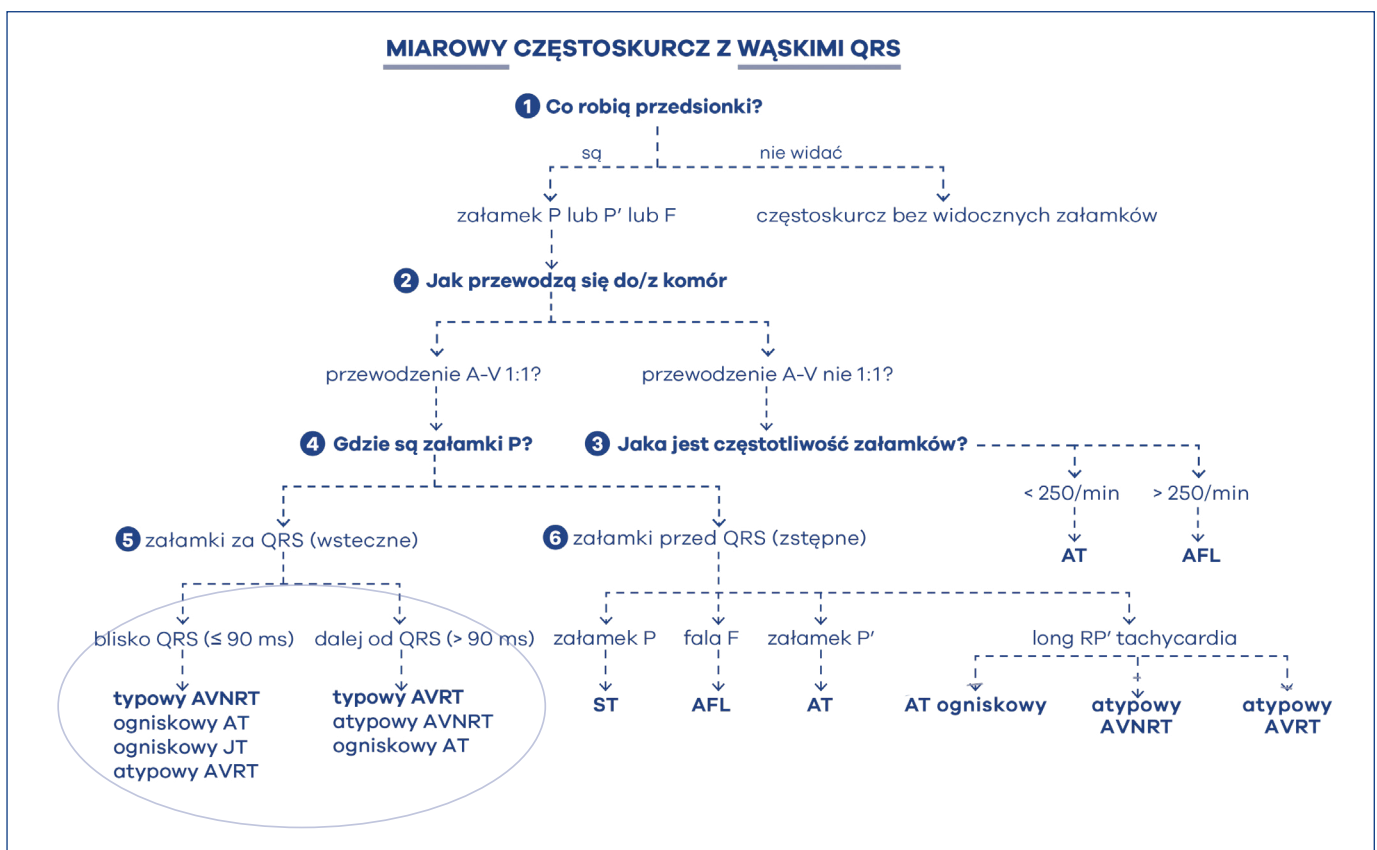 MIAROWY CZĘSTOSKURCZ Z WĄSKIMI QRS
1 Co robią przedsionki?
są
nie widać
załamek P lub P' lub F
częstoskurcz bez widocznych załamków
2 Jak przewodzą się do/z komór
przewodzenie A-V 1:1?
przewodzenie A-V nie 1:1?
4 Gdzie są załamki P?
3 Jaka jest częstotliwość załamków?
< 250/min
> 250/min
AT
AFL
5 załamki za QRS (wsteczne)
6 załamki przed QRS (zstępne)
blisko QRS (≤ 90 ms)
dalej od QRS (> 90 ms)
załamek P
fala F
załamek P'
long RP' tachycardia
typowy AVNRT
ogniskowy AT
ogniskowy JT
atypowy AVRT
typowy AVRT
atypowy AVNRT
ogniskowy AT
ST
AFL
AT
AT ogniskowy
atypowy
AVNRT
atypowy
AVRT